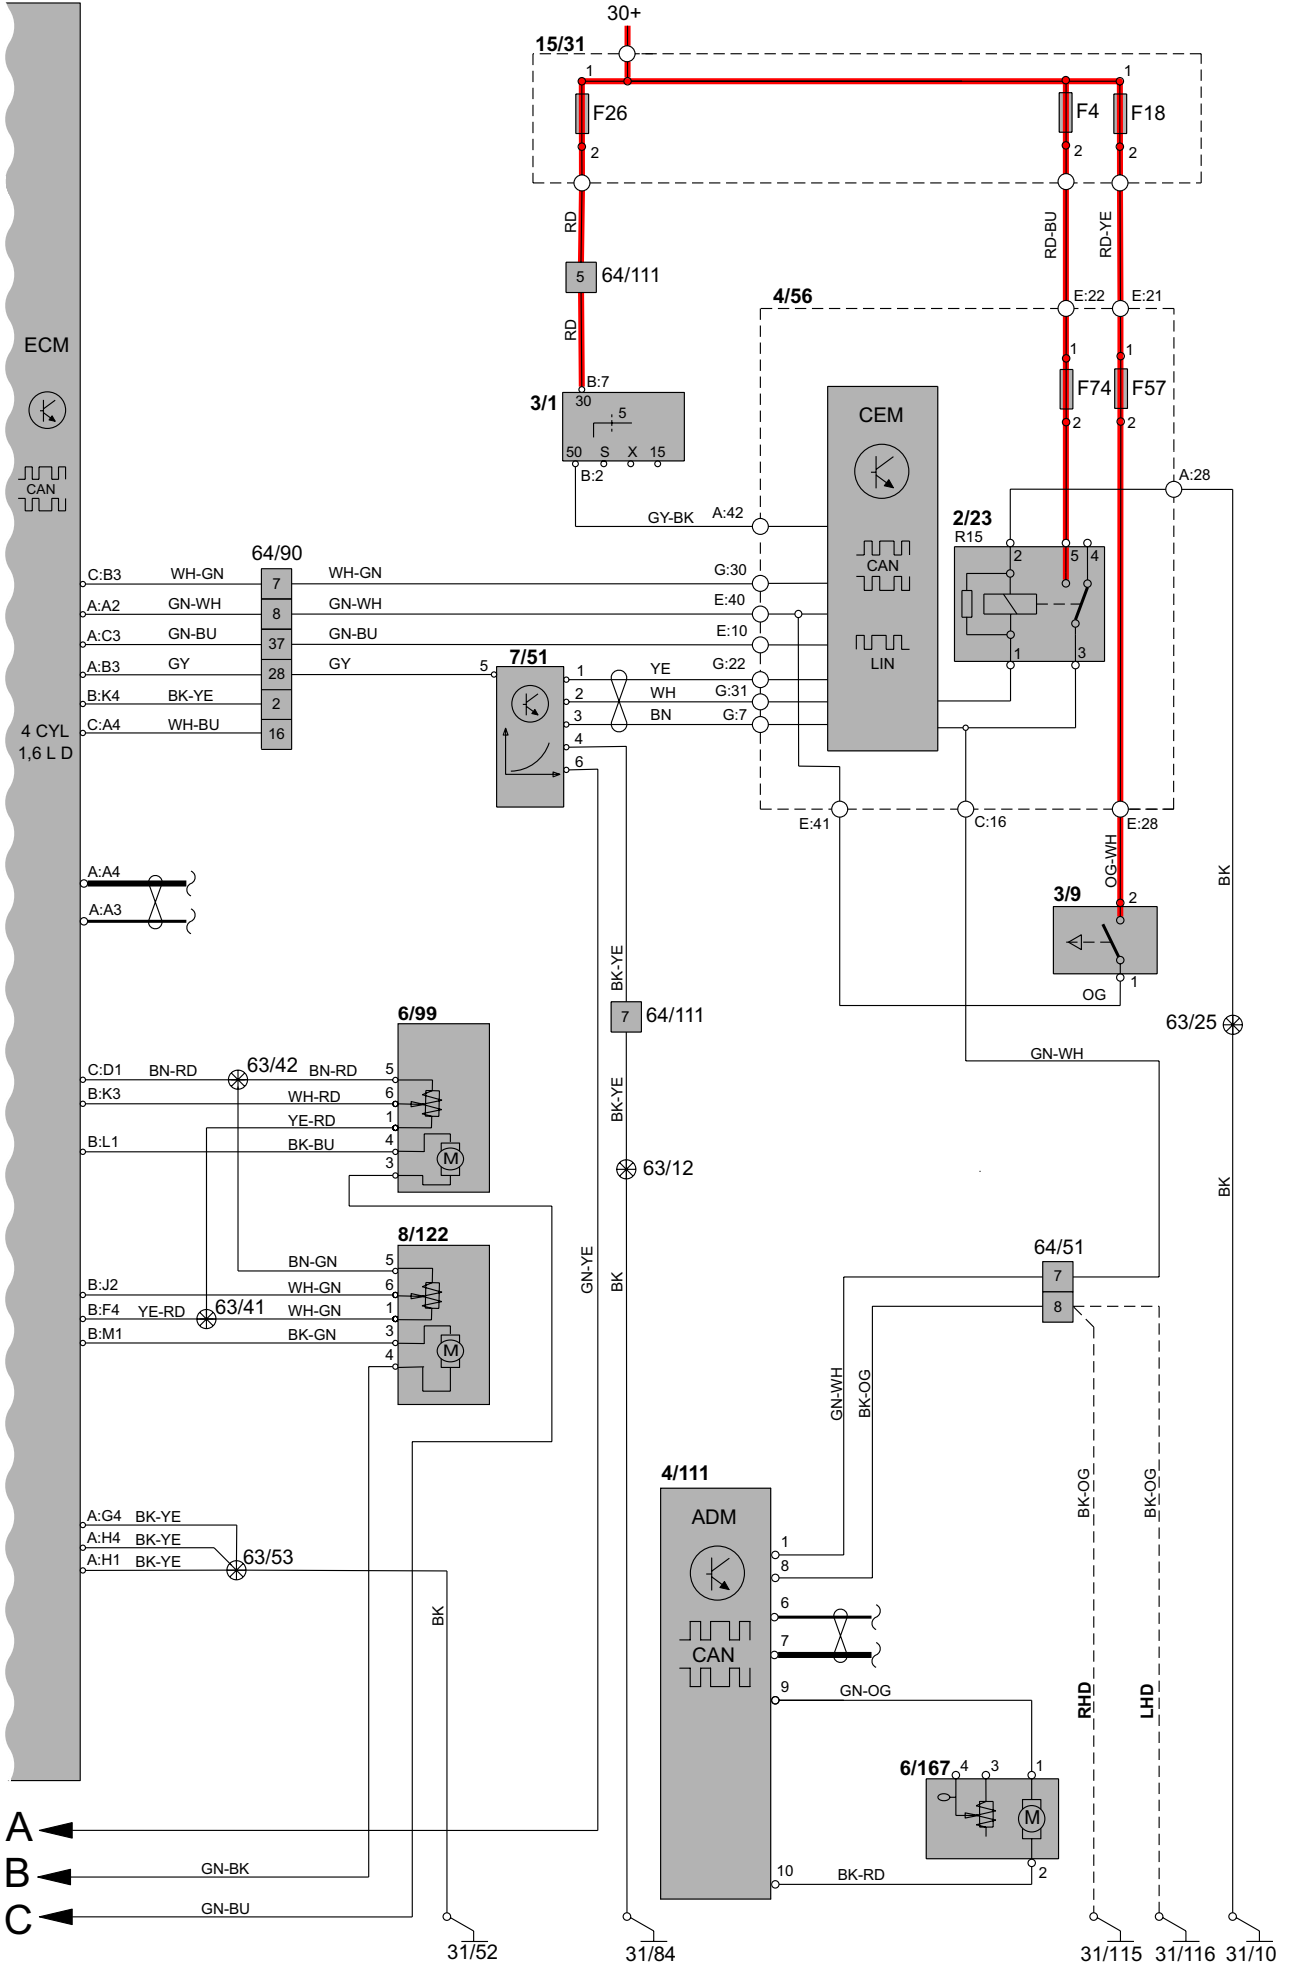 30+
15/31
1
1
F26
F4
F18
2
2
2
RD
RD-BU
RD-YE
5
64/111
RD
4/56
E:22
E:21
1
1
F74
F57
2
2
B:7
3/1
30
5
50
S
X
15
B:2
CEM
CAN
LIN
ECM
CAN
4 CYL
1,6 L D
A:28
GY-BK
A:42
2/23
R15
2
5
4
1
3
64/90
C:B3
WH-GN
7
WH-GN
G:30
A:A2
GN-WH
8
GN-WH
E:40
A:C3
GN-BU
37
GN-BU
E:10
A:B3
GY
28
GY
5
7/51
B:K4
BK-YE
2
C:A4
WH-BU
16
1
YE
G:22
2
WH
G:31
3
BN
G:7
4
6
E:41
C:16
E:28
OG-WH
BK
A:A4
A:A3
3/9
2
1
OG
BK-YE
7
64/111
63/25
GN-WH
6/99
C:D1
BN-RD
63/42
BN-RD
5
B:K3
WH-RD
6
YE-RD
1
B:L1
BK-BU
4
3
M
BK-YE
63/12
BK
8/122
BN-GN
5
B:J2
WH-GN
6
B:F4
YE-RD
63/41
WH-GN
1
B:M1
BK-GN
3
4
M
GN-YE
BK
64/51
7
8
GN-WH
BK-OG
BK-OG
BK-OG
4/111
ADM
CAN
1
8
6
7
9
GN-OG
10
BK-RD
A:G4
BK-YE
A:H4
BK-YE
A:H1
BK-YE
63/53
BK
RHD
LHD
6/167
4
3
1
M
2
A
B
GN-BK
C
GN-BU
31/52
31/84
31/115
31/116
31/10